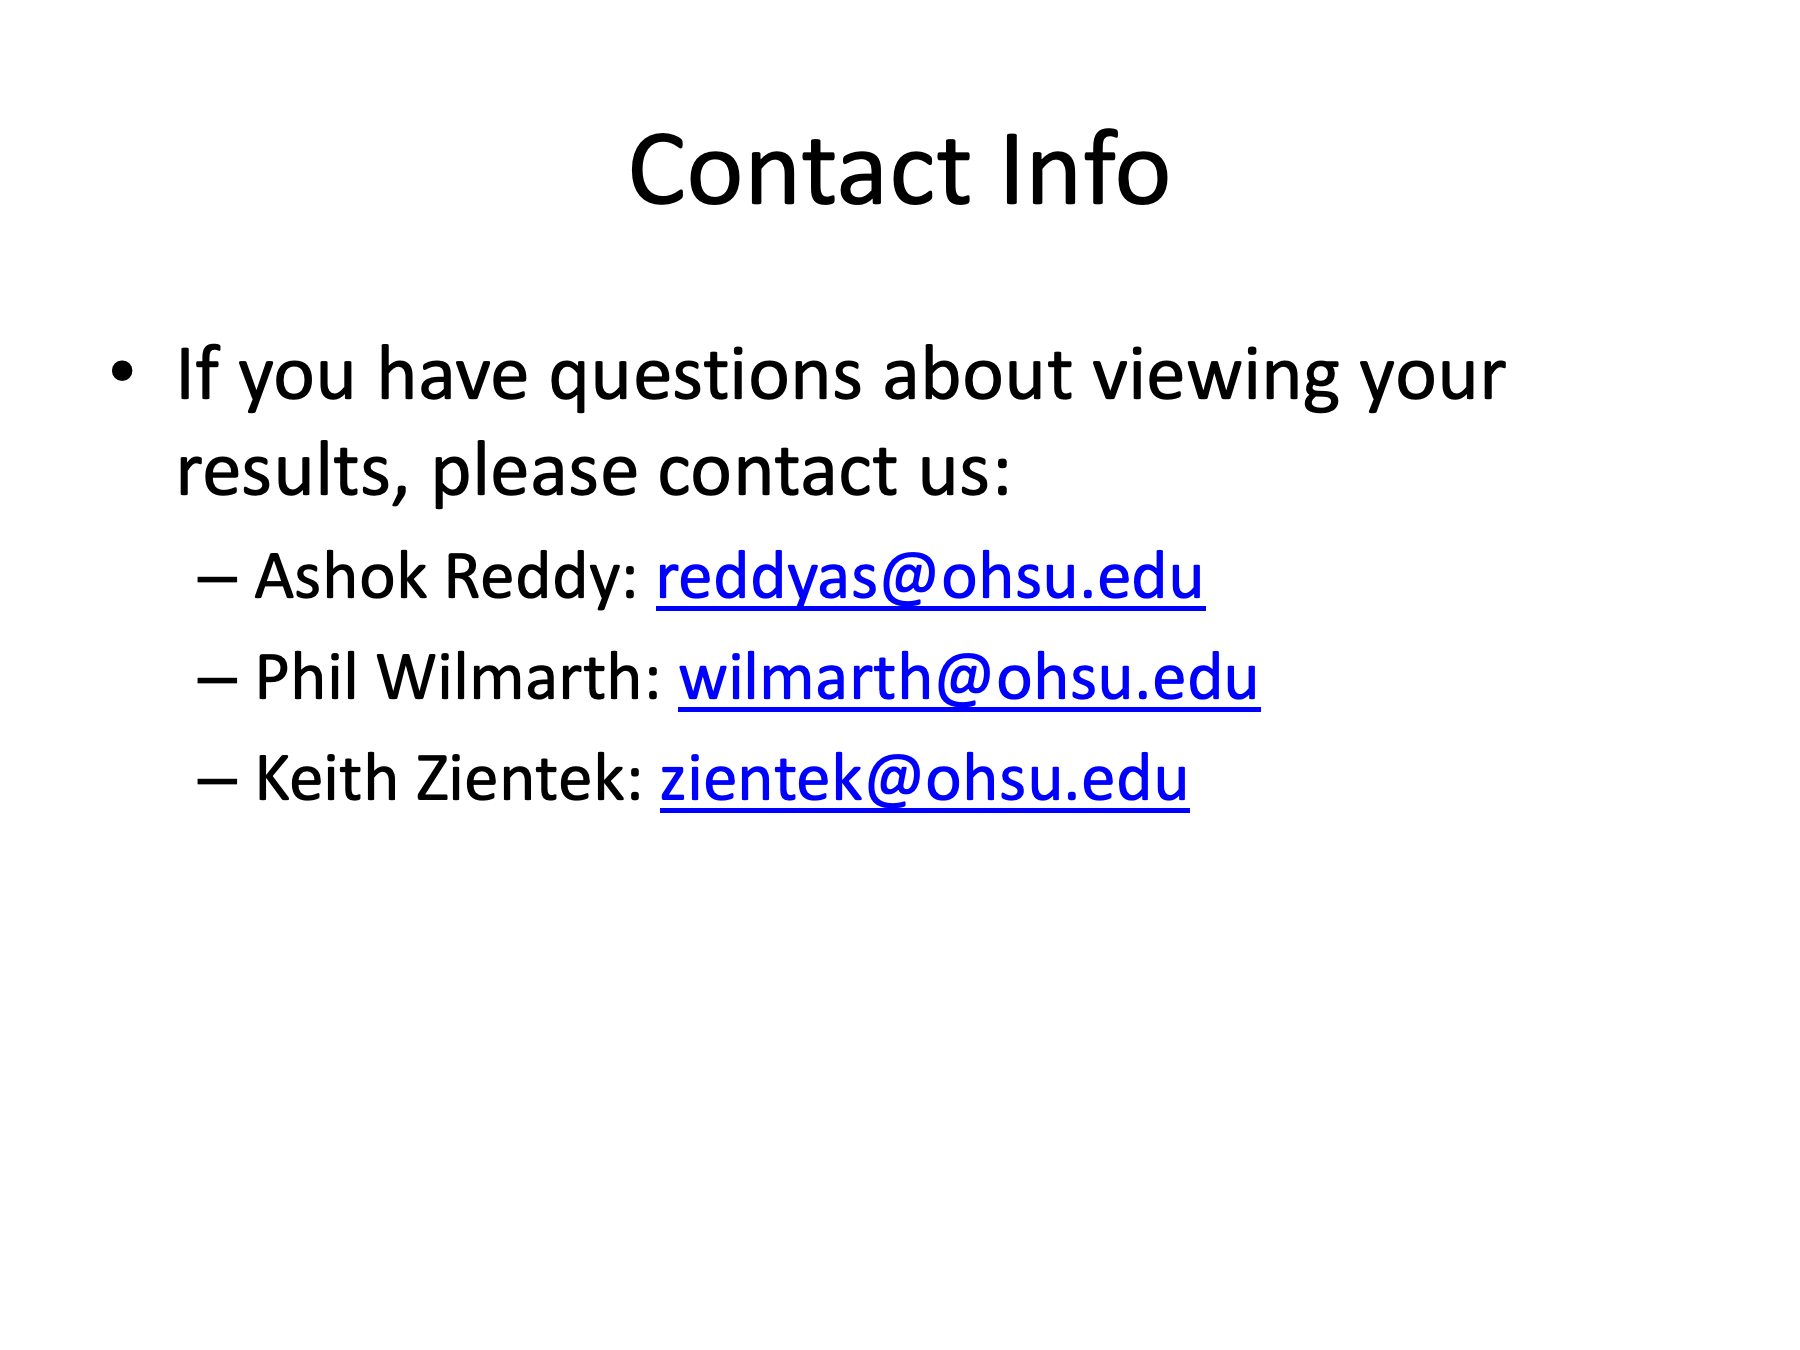 Contact Info
• If you have questions about viewing your
results, please contact us:
– Ashok Reddy: reddyas@ohsu.edu
– Phil Wilmarth: wilmarth@ohsu.edu
– Keith Zientek: zientek@ohsu.edu